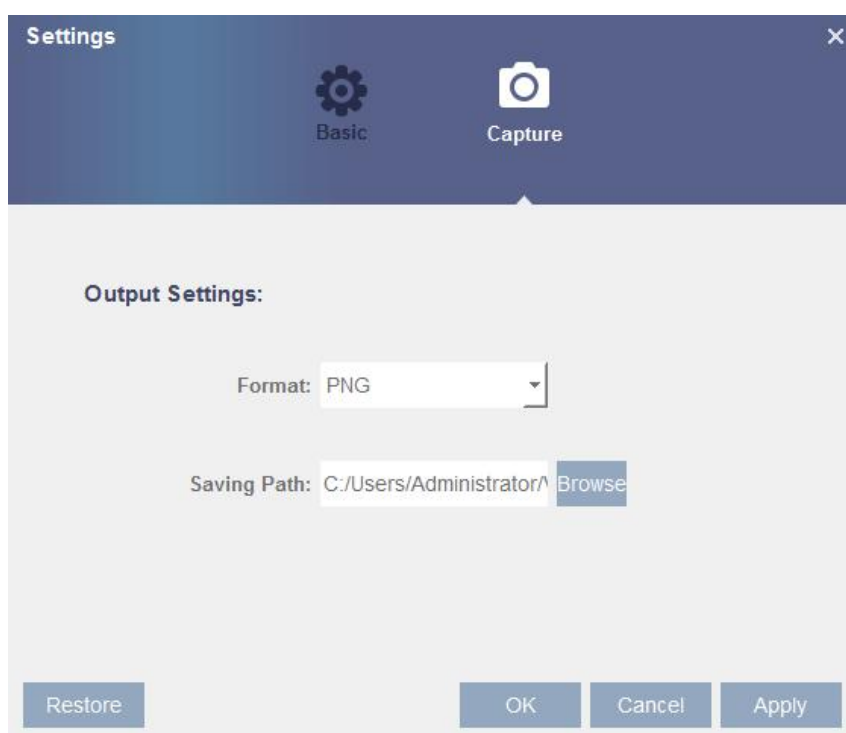 Settings
Basic
Capture
Output Settings:
Format: PNG
Saving Path: C:/Users/Administrator/ Browse
Restore
OK
Cancel
Apply